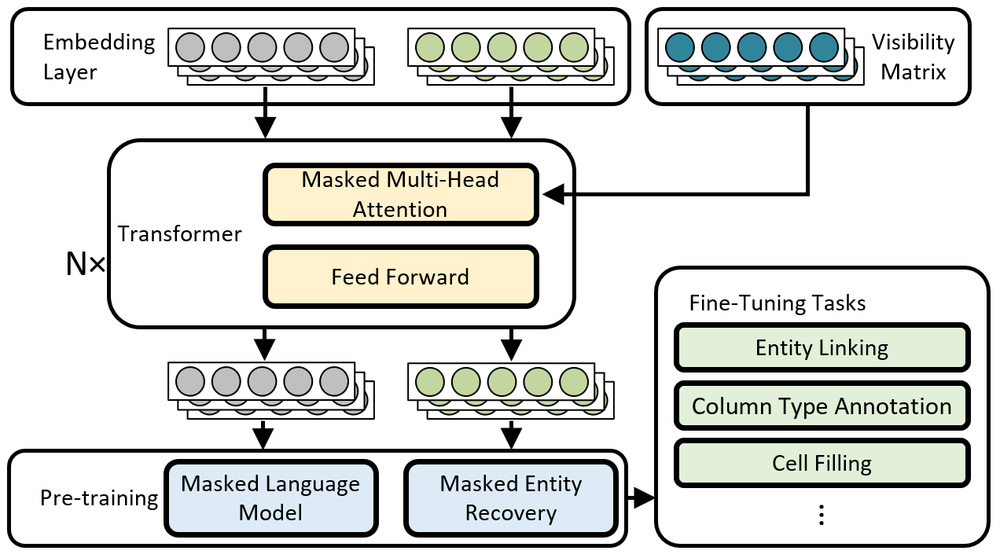 Embedding
Layer
Visibility
Matrix
Masked Multi-Head
Attention
Transformer
N×
Feed Forward
Fine-Tuning Tasks
Entity Linking
Column Type Annotation
Cell Filling
⋮
Pre-training
Masked Language
Model
Masked Entity
Recovery